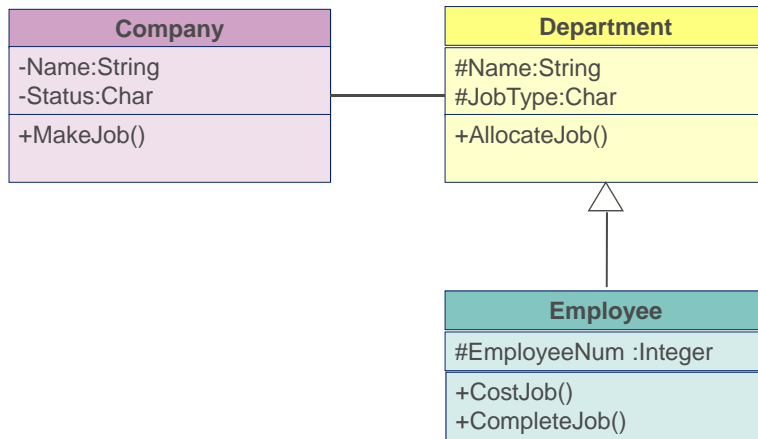 Company
-Name:String
-Status:Char
+MakeJob()
Department
#Name:String
#JobType:Char
+AllocateJob()
Employee
#EmployeeNum :Integer
+CostJob()
+CompleteJob()